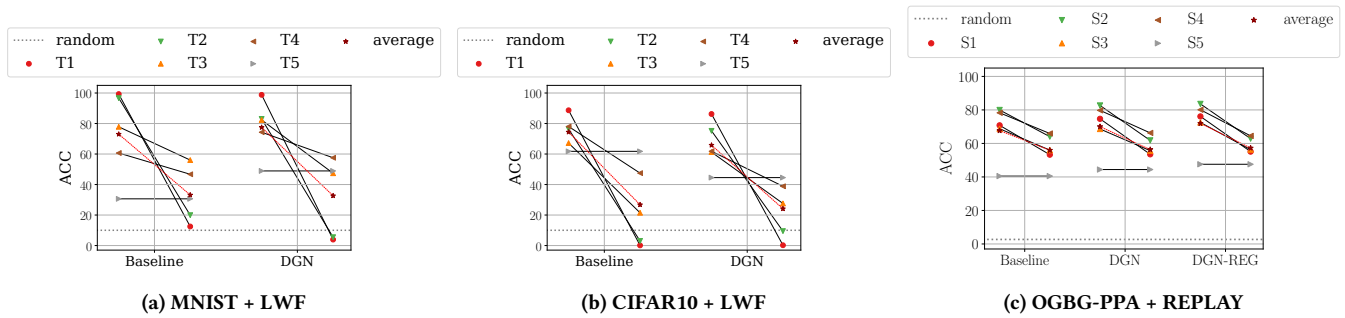 random T2 T4 average
T1 T3 T5
100
80
60
40
20
0
ACC
Baseline DGN
(a) MNIST + LWF
random T2 T4 average
T1 T3 T5
100
80
60
40
20
0
ACC
Baseline DGN
(b) CIFAR10 + LWF
random S2 S4 average
S1 S3 S5
100
80
60
40
20
0
ACC
Baseline DGN DGN-REG
(c) OGBG-PPA + REPLAY